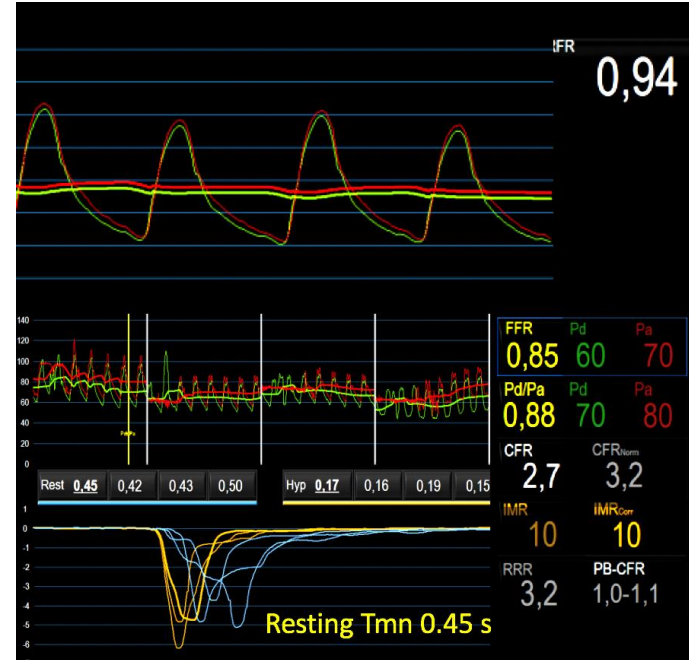 FR
0,94
140
120
100
80
60
40
20
0
Pd/Pa
FFR Pd Pa
0,85 60 70
Pd/Pa Pd Pa
0,88 70 80
CFR CFRNorm
2,7 3,2
IMR IMRCorr
10 10
RRR PB-CFR
3,2 1,0-1,1
Rest 0,45 0,42 0,43 0,50
Hyp 0,17 0,16 0,19 0,15
1
0
-1
-2
-3
-4
-5
-6
Resting Tmn 0.45 s